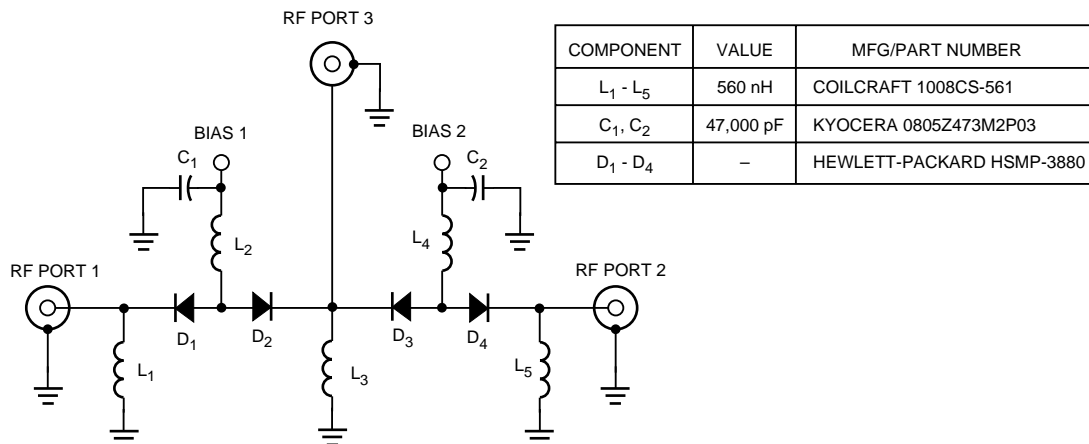 RF PORT 3
COMPONENT VALUE MFG/PART NUMBER
L1 - L5 560 nH COILCRAFT 1008CS-561
C1, C2 47,000 pF KYOCERA 0805Z473M2P03
D1 - D4 – HEWLETT-PACKARD HSMP-3880
BIAS 1 BIAS 2
C1 C2
L2 L4
RF PORT 1 RF PORT 2
D1 D2 D3 D4
L1 L3 L5